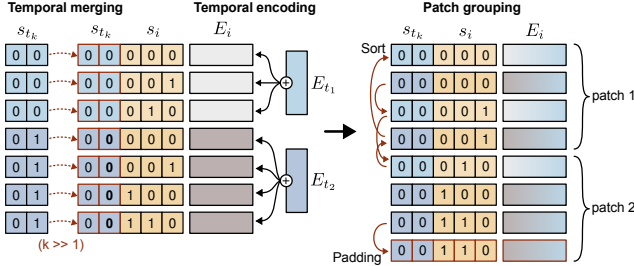 Temporal merging Temporal encoding Patch grouping
s_{t_k} s_{t_k} s_i E_i s_{t_k} s_i E_i
Sort
0 0 0 0 0 0 0 0 0 0 0 0
0 0 0 0 0 0 1 E_{t_1} 0 0 0 0 0
0 0 0 0 0 1 0 0 0 0 0 1 patch 1
0 1 0 0 0 0 0 0 0 0 0 1
0 1 0 0 0 0 1 0 0 0 1 0
0 1 0 0 1 0 0 E_{t_2} 0 0 1 0 0
0 1 0 0 1 1 0 0 0 1 1 0 patch 2
(k >> 1) Padding 0 0 1 1 0